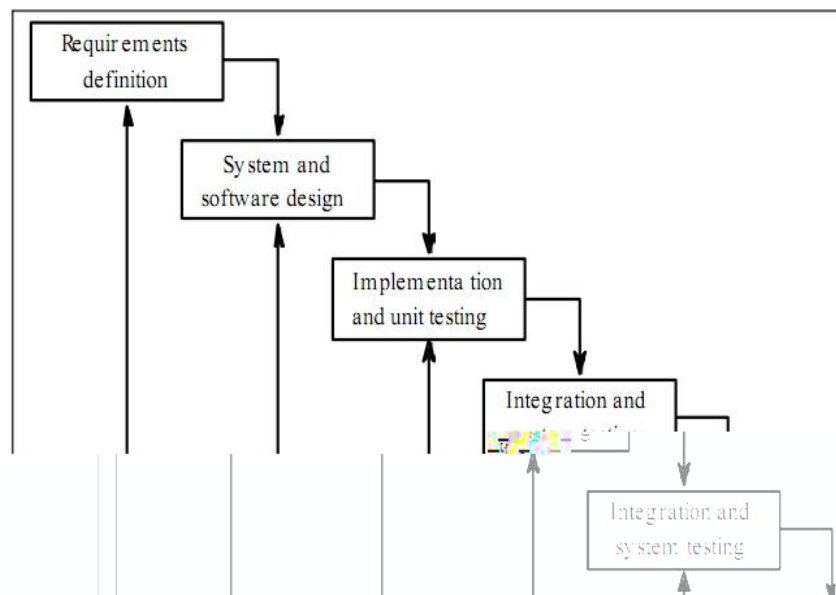 Requirements
definition
System and
software design
Implementation
and unit testing
Integration and
Integration and
system testing